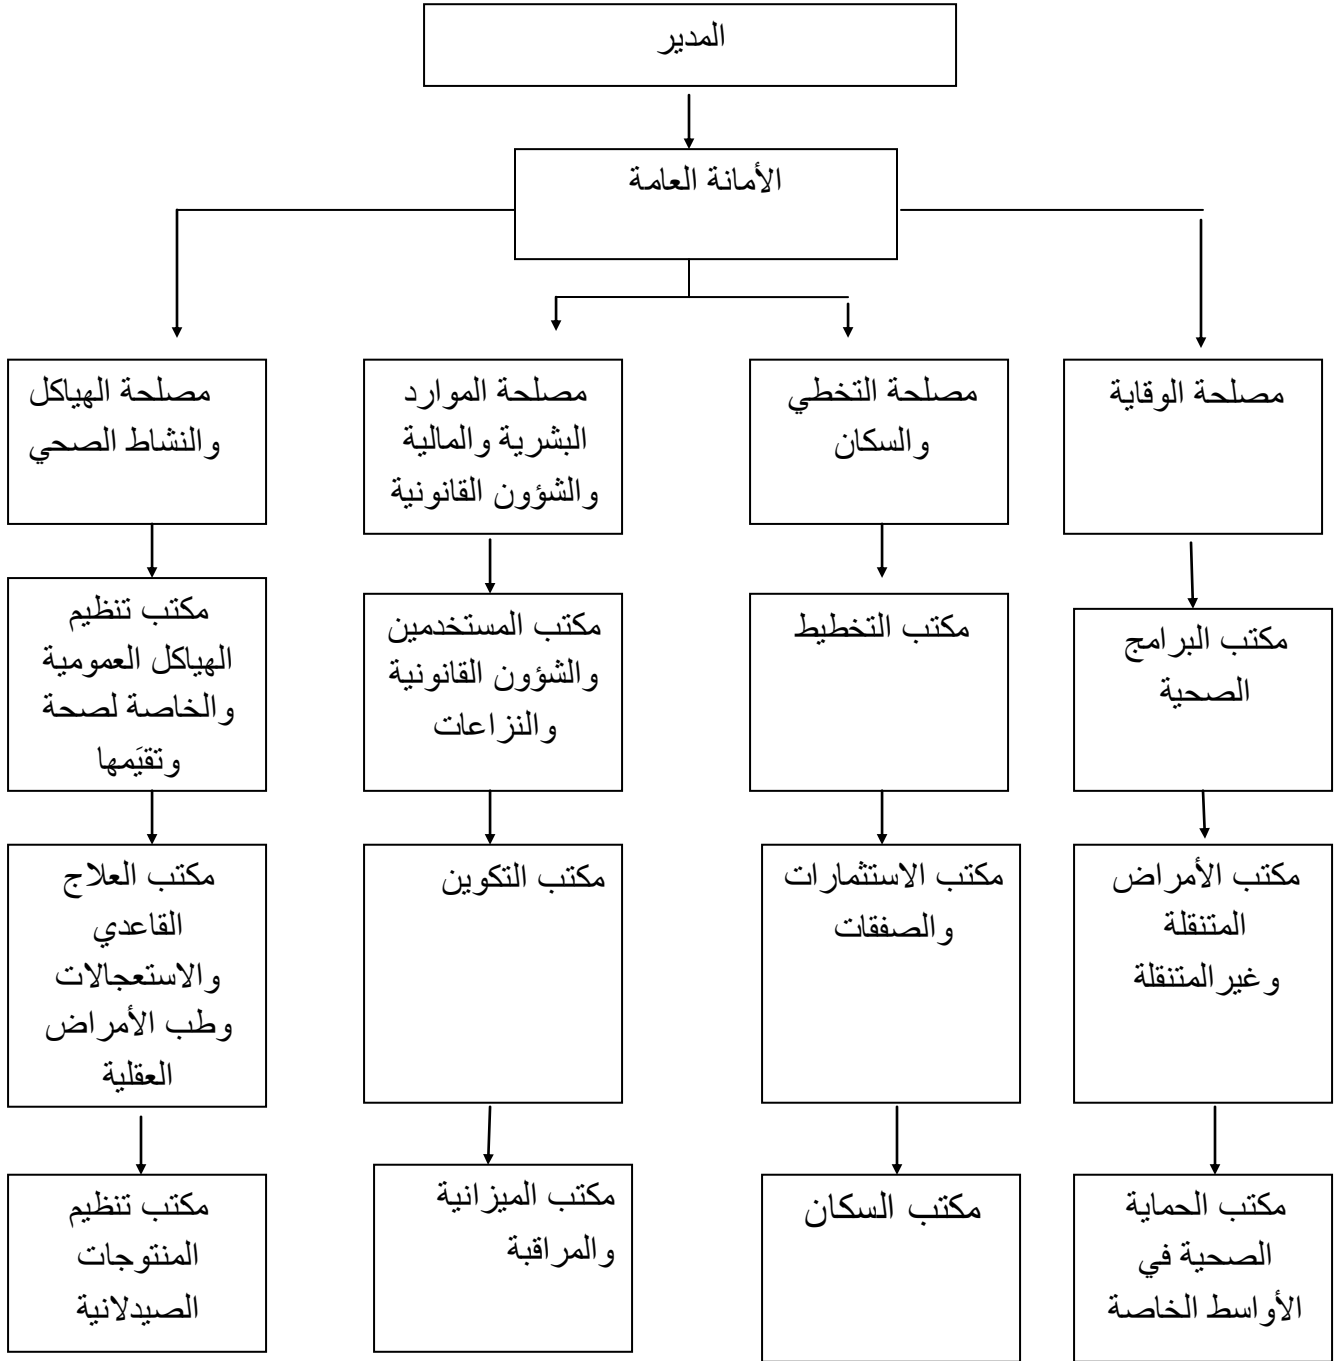 المدير
الأمانة العامة
مصلحة الوقاية
مصلحة التخطي
والسكان
مصلحة الموارد
البشرية والمالية
والشؤون القانونية
مصلحة الهياكل
والنشاط الصحي
مكتب البرامج
الصحية
مكتب التخطيط
مكتب المستخدمين
والشؤون القانونية
والنزاعات
مكتب تنظيم
الهياكل العمومية
والخاصة لصحة
وتقيَمها
مكتب الأمراض
المتنقلة
وغيرالمتنقلة
مكتب الاستثمارات
والصفقات
مكتب التكوين
مكتب العلاج
القاعدي
والاستعجالات
وطب الأمراض
العقلية
مكتب الحماية
الصحية في
الأواسط الخاصة
مكتب السكان
مكتب الميزانية
والمراقبة
مكتب تنظيم
المنتوجات
الصيدلانية